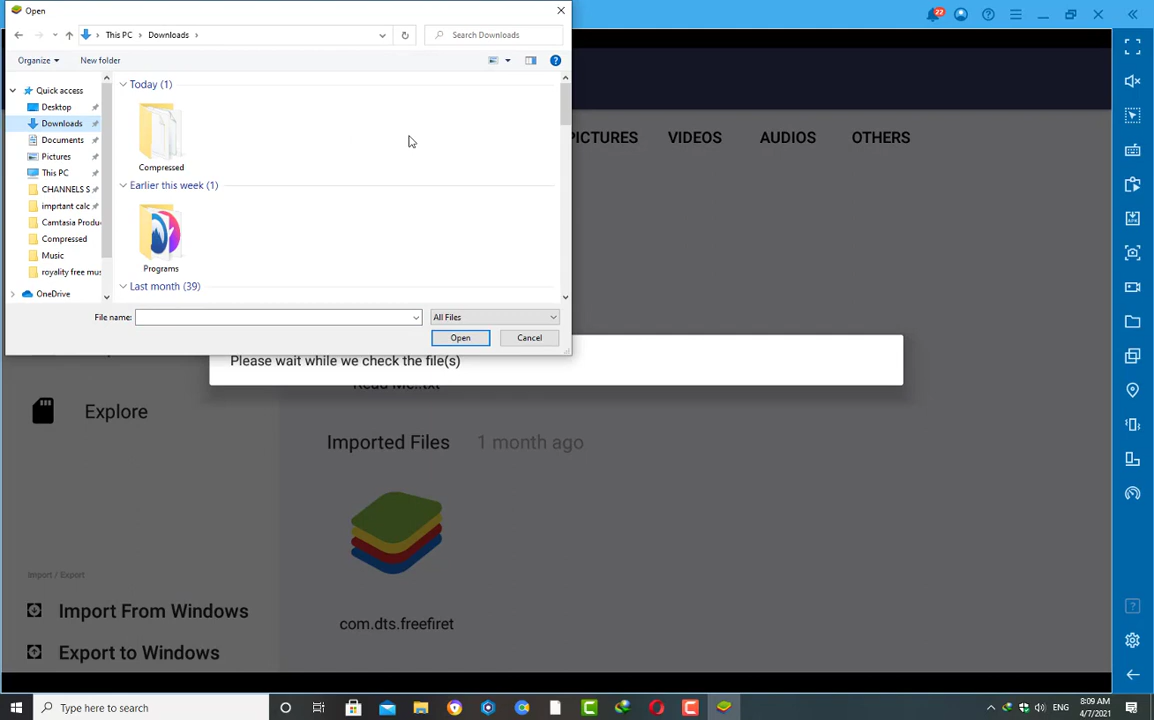 Open
22
This PC > Downloads >
Search Downloads
Organize
New folder
Quick access
Desktop
Downloads
Documents
Pictures
This PC
CHANNELS S
imprtant calc
Camtasia Produ
Compressed
Music
royality free mus
OneDrive
Today (1)
Compressed
Earlier this week (1)
Programs
Last month (39)
File name:
All Files
Open
Cancel
PICTURES
VIDEOS
AUDIOS
OTHERS
Please wait while we check the file(s)
Read Me..txt
Explore
Imported Files
1 month ago
com.dts.freefiret
Import / Export
Import From Windows
Export to Windows
Type here to search
ENG
8:09 AM
4/7/2021